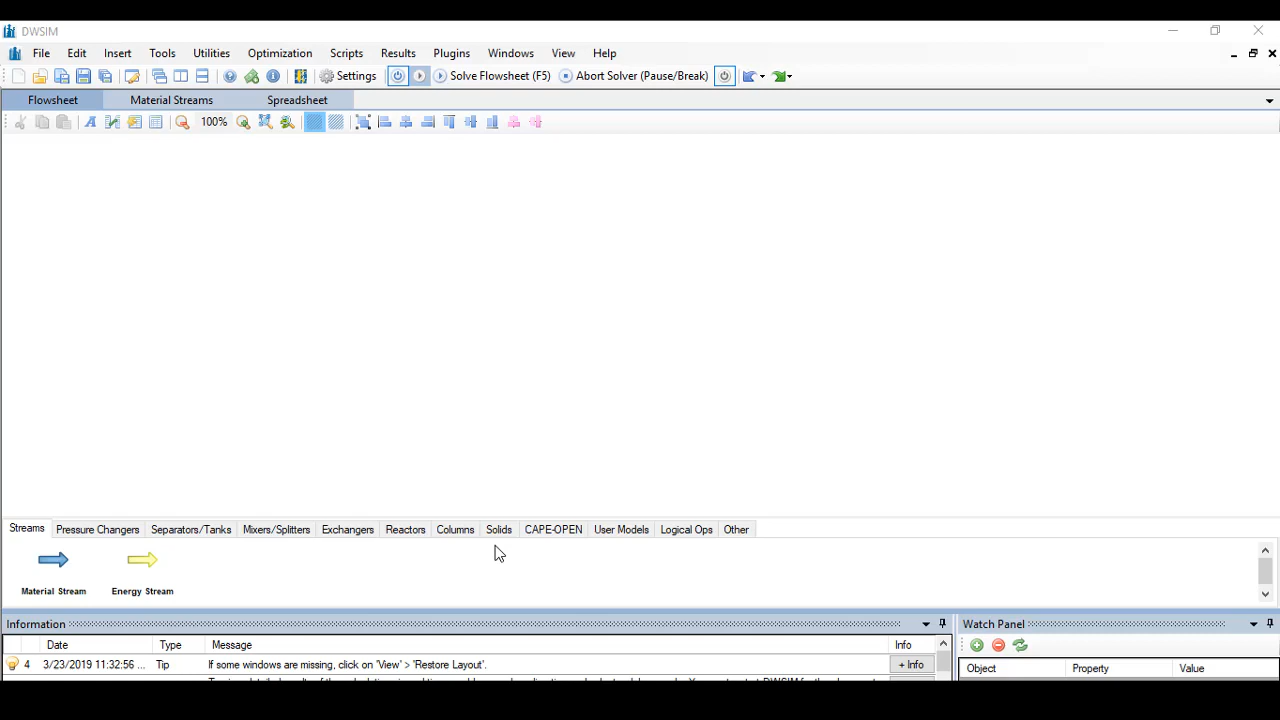 DWSIM
File Edit Insert Tools Utilities Optimization Scripts Results Plugins Windows View Help
Settings Solve Flowsheet (F5) Abort Solver (Pause/Break)
Flowsheet Material Streams Spreadsheet
100%
Streams Pressure Changers Separators/Tanks Mixers/Splitters Exchangers Reactors Columns Solids CAPE-OPEN User Models Logical Ops Other
Material Stream Energy Stream
Information Watch Panel
Date Type Message Info
4 3/23/2019 11:32:56 ... Tip If some windows are missing, click on 'View' > 'Restore Layout'. + Info
Object Property Value